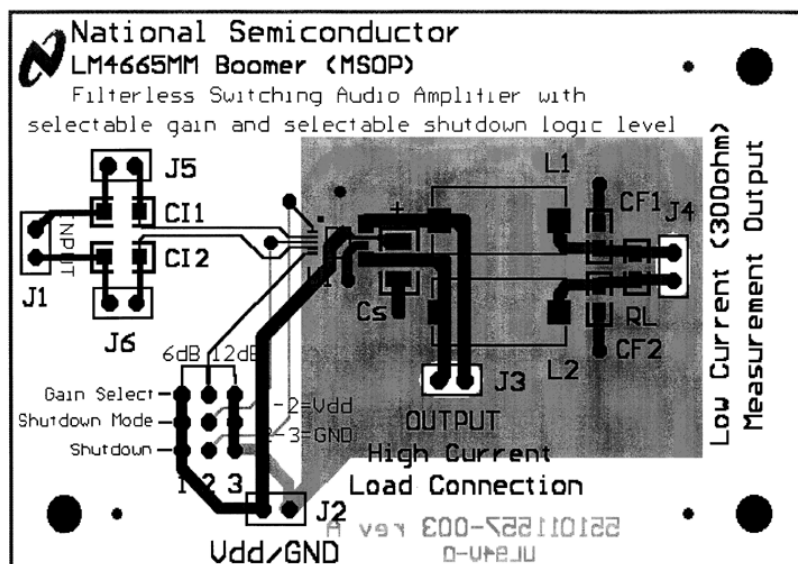 National Semiconductor
LM4665MM Boomer (MSOP)
Filterless Switching Audio Amplifier with
selectable gain and selectable shutdown logic level
J5
L1
CI1
CF1
J4
INPUT
+
CI2
J1
Cs
RL
J6
L2
CF2
6dB 12dB
J3
Gain Select
-2=Vdd
OUTPUT
Shutdown Mode
2-3=GND
High Current
Shutdown
1 2 3
Load Connection
J2
551011557-003 rev A
Vdd/GND
UL94V-0
Low Current (300ohm)
Measurement Output